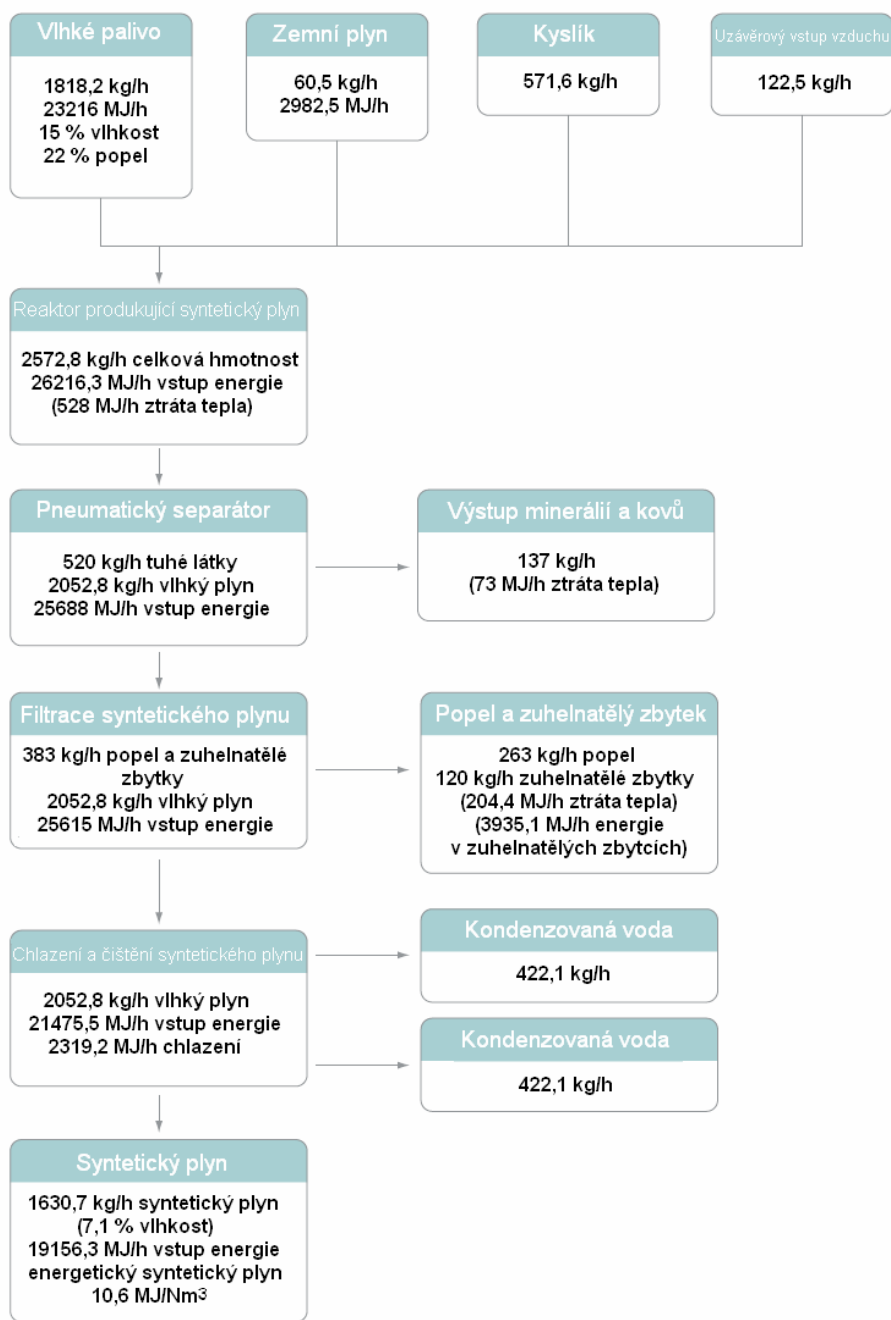 Vlhké palivo
1818,2 kg/h
23216 MJ/h
15 % vlhkost
22 % popel
Zemní plyn
60,5 kg/h
2982,5 MJ/h
Kyslík
571,6 kg/h
Uzávěrový vstup vzduchu
122,5 kg/h
Reaktor produkující syntetický plyn
2572,8 kg/h celková hmotnost
26216,3 MJ/h vstup energie
(528 MJ/h ztráta tepla)
Pneumatický separátor
520 kg/h tuhé látky
2052,8 kg/h vlhký plyn
25688 MJ/h vstup energie
Výstup minerálií a kovů
137 kg/h
(73 MJ/h ztráta tepla)
Filtrace syntetického plynu
383 kg/h popel a zuhelnatělé
zbytky
2052,8 kg/h vlhký plyn
25615 MJ/h vstup energie
Popel a zuhelnatělý zbytek
263 kg/h popel
120 kg/h zuhelnatělé zbytky
(204,4 MJ/h ztráta tepla)
(3935,1 MJ/h energie
v zuhelnatělých zbytcích)
Chlazení a čištění syntetického plynu
2052,8 kg/h vlhký plyn
21475,5 MJ/h vstup energie
2319,2 MJ/h chlazení
Kondenzovaná voda
422,1 kg/h
Kondenzovaná voda
422,1 kg/h
Syntetický plyn
1630,7 kg/h syntetický plyn
(7,1 % vlhkost)
19156,3 MJ/h vstup energie
energetický syntetický plyn
10,6 MJ/Nm³